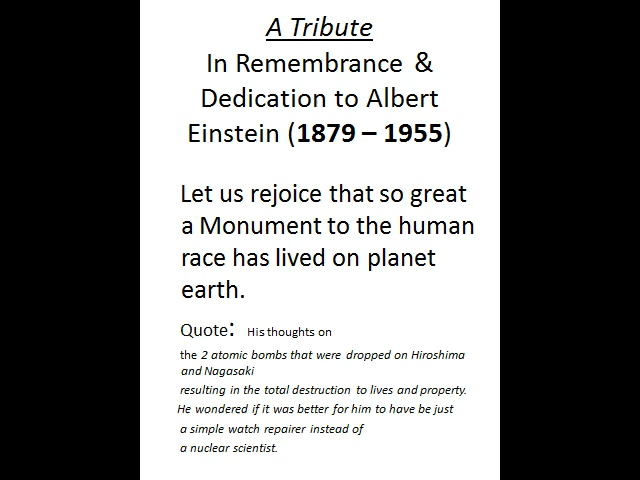 A Tribute
In Remembrance &
Dedication to Albert
Einstein (1879 – 1955)
Let us rejoice that so great
a Monument to the human
race has lived on planet
earth.
Quote: His thoughts on
the 2 atomic bombs that were dropped on Hiroshima
and Nagasaki
resulting in the total destruction to lives and property.
He wondered if it was better for him to have be just
a simple watch repairer instead of
a nuclear scientist.